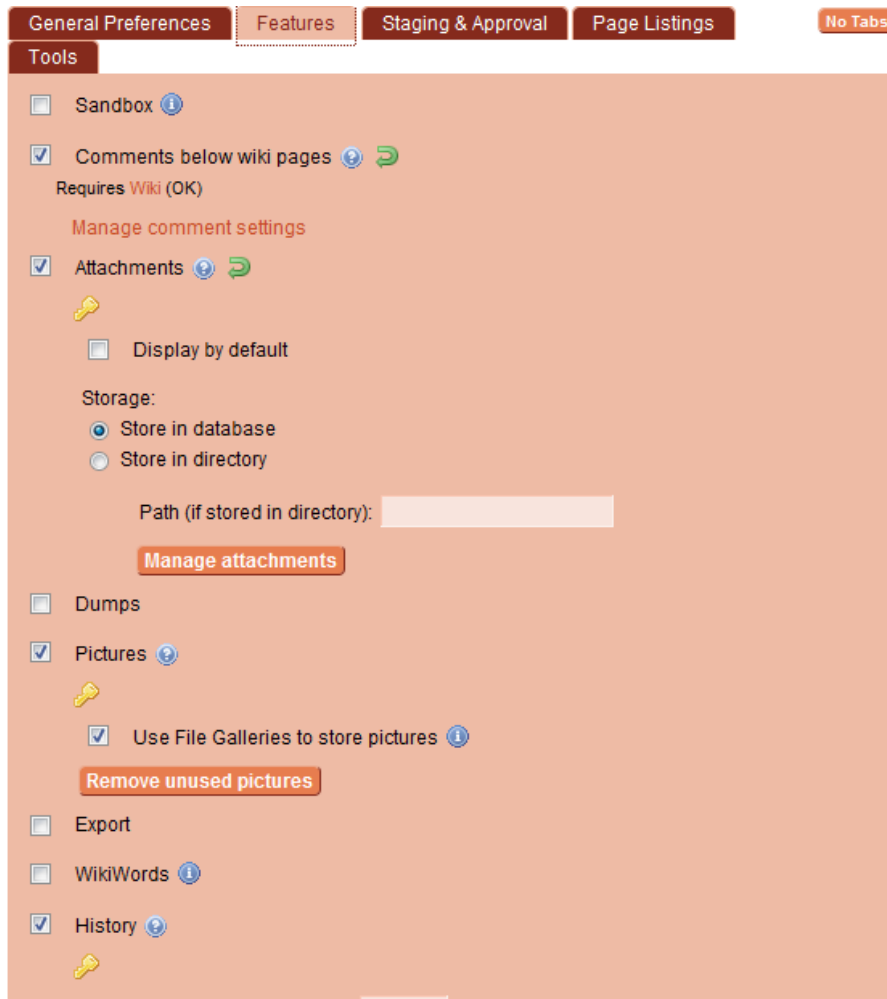 General Preferences Features Staging & Approval Page Listings No Tabs
Tools
Sandbox
Comments below wiki pages
Requires Wiki (OK)
Manage comment settings
Attachments
Display by default
Storage:
Store in database
Store in directory
Path (if stored in directory):
Manage attachments
Dumps
Pictures
Use File Galleries to store pictures
Remove unused pictures
Export
WikiWords
History